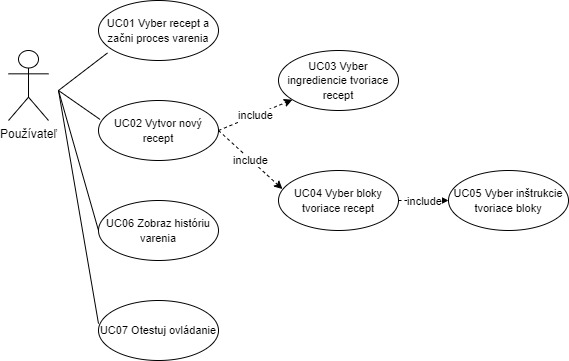 UC01 Vyber recept a
začni proces varenia
Používateľ
UC02 Vytvor nový
recept
include
include
UC03 Vyber
ingrediencie tvoriace
recept
UC04 Vyber bloky
tvoriace recept
include
UC05 Vyber inštrukcie
tvoriace bloky
UC06 Zobraz históriu
varenia
UC07 Otestuj ovládanie